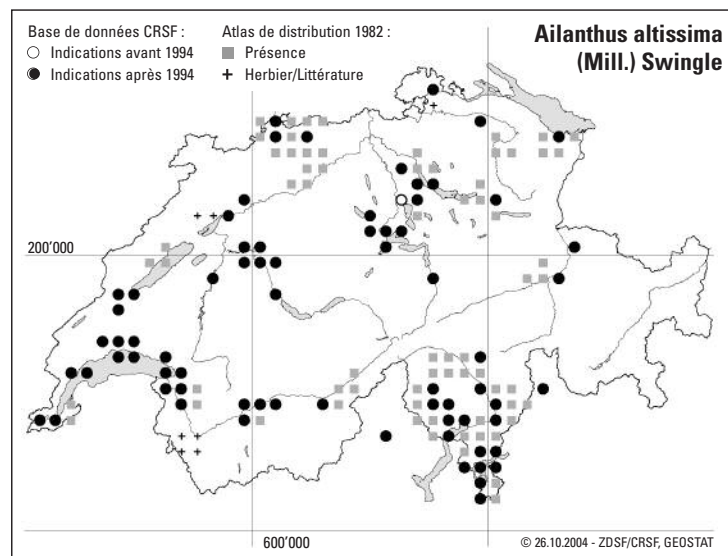 Base de données CRSF :
Indications avant 1994
Indications après 1994
Atlas de distribution 1982 :
Présence
Herbier/Littérature
Ailanthus altissima
(Mill.) Swingle
200'000
600'000
© 26.10.2004 - ZDSF/CRSF, GEOSTAT